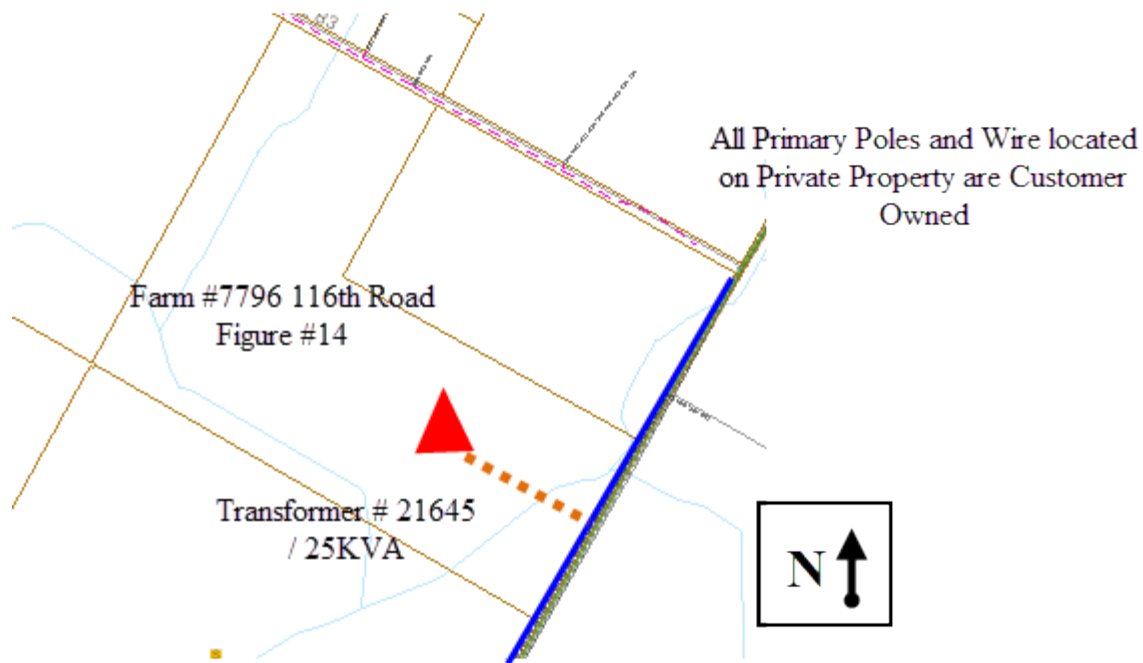 83
All Primary Poles and Wire located
on Private Property are Customer
Owned
Farm #7796 116th Road
Figure #14
Transformer # 21645
/ 25KVA
N